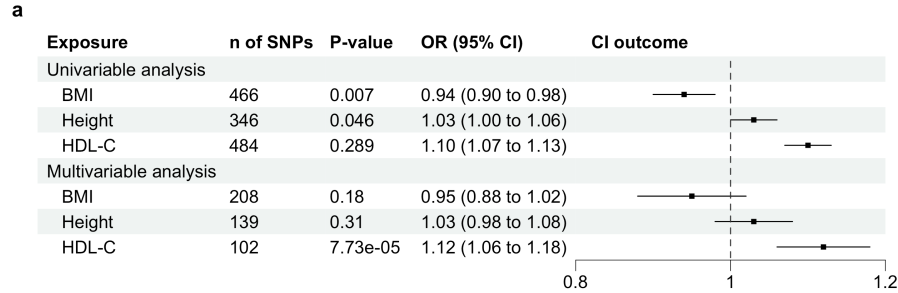 a
Exposure n of SNPs P-value OR (95% CI) CI outcome
Univariable analysis
BMI 466 0.007 0.94 (0.90 to 0.98)
Height 346 0.046 1.03 (1.00 to 1.06)
HDL-C 484 0.289 1.10 (1.07 to 1.13)
Multivariable analysis
BMI 208 0.18 0.95 (0.88 to 1.02)
Height 139 0.31 1.03 (0.98 to 1.08)
HDL-C 102 7.73e-05 1.12 (1.06 to 1.18)
0.8 1 1.2